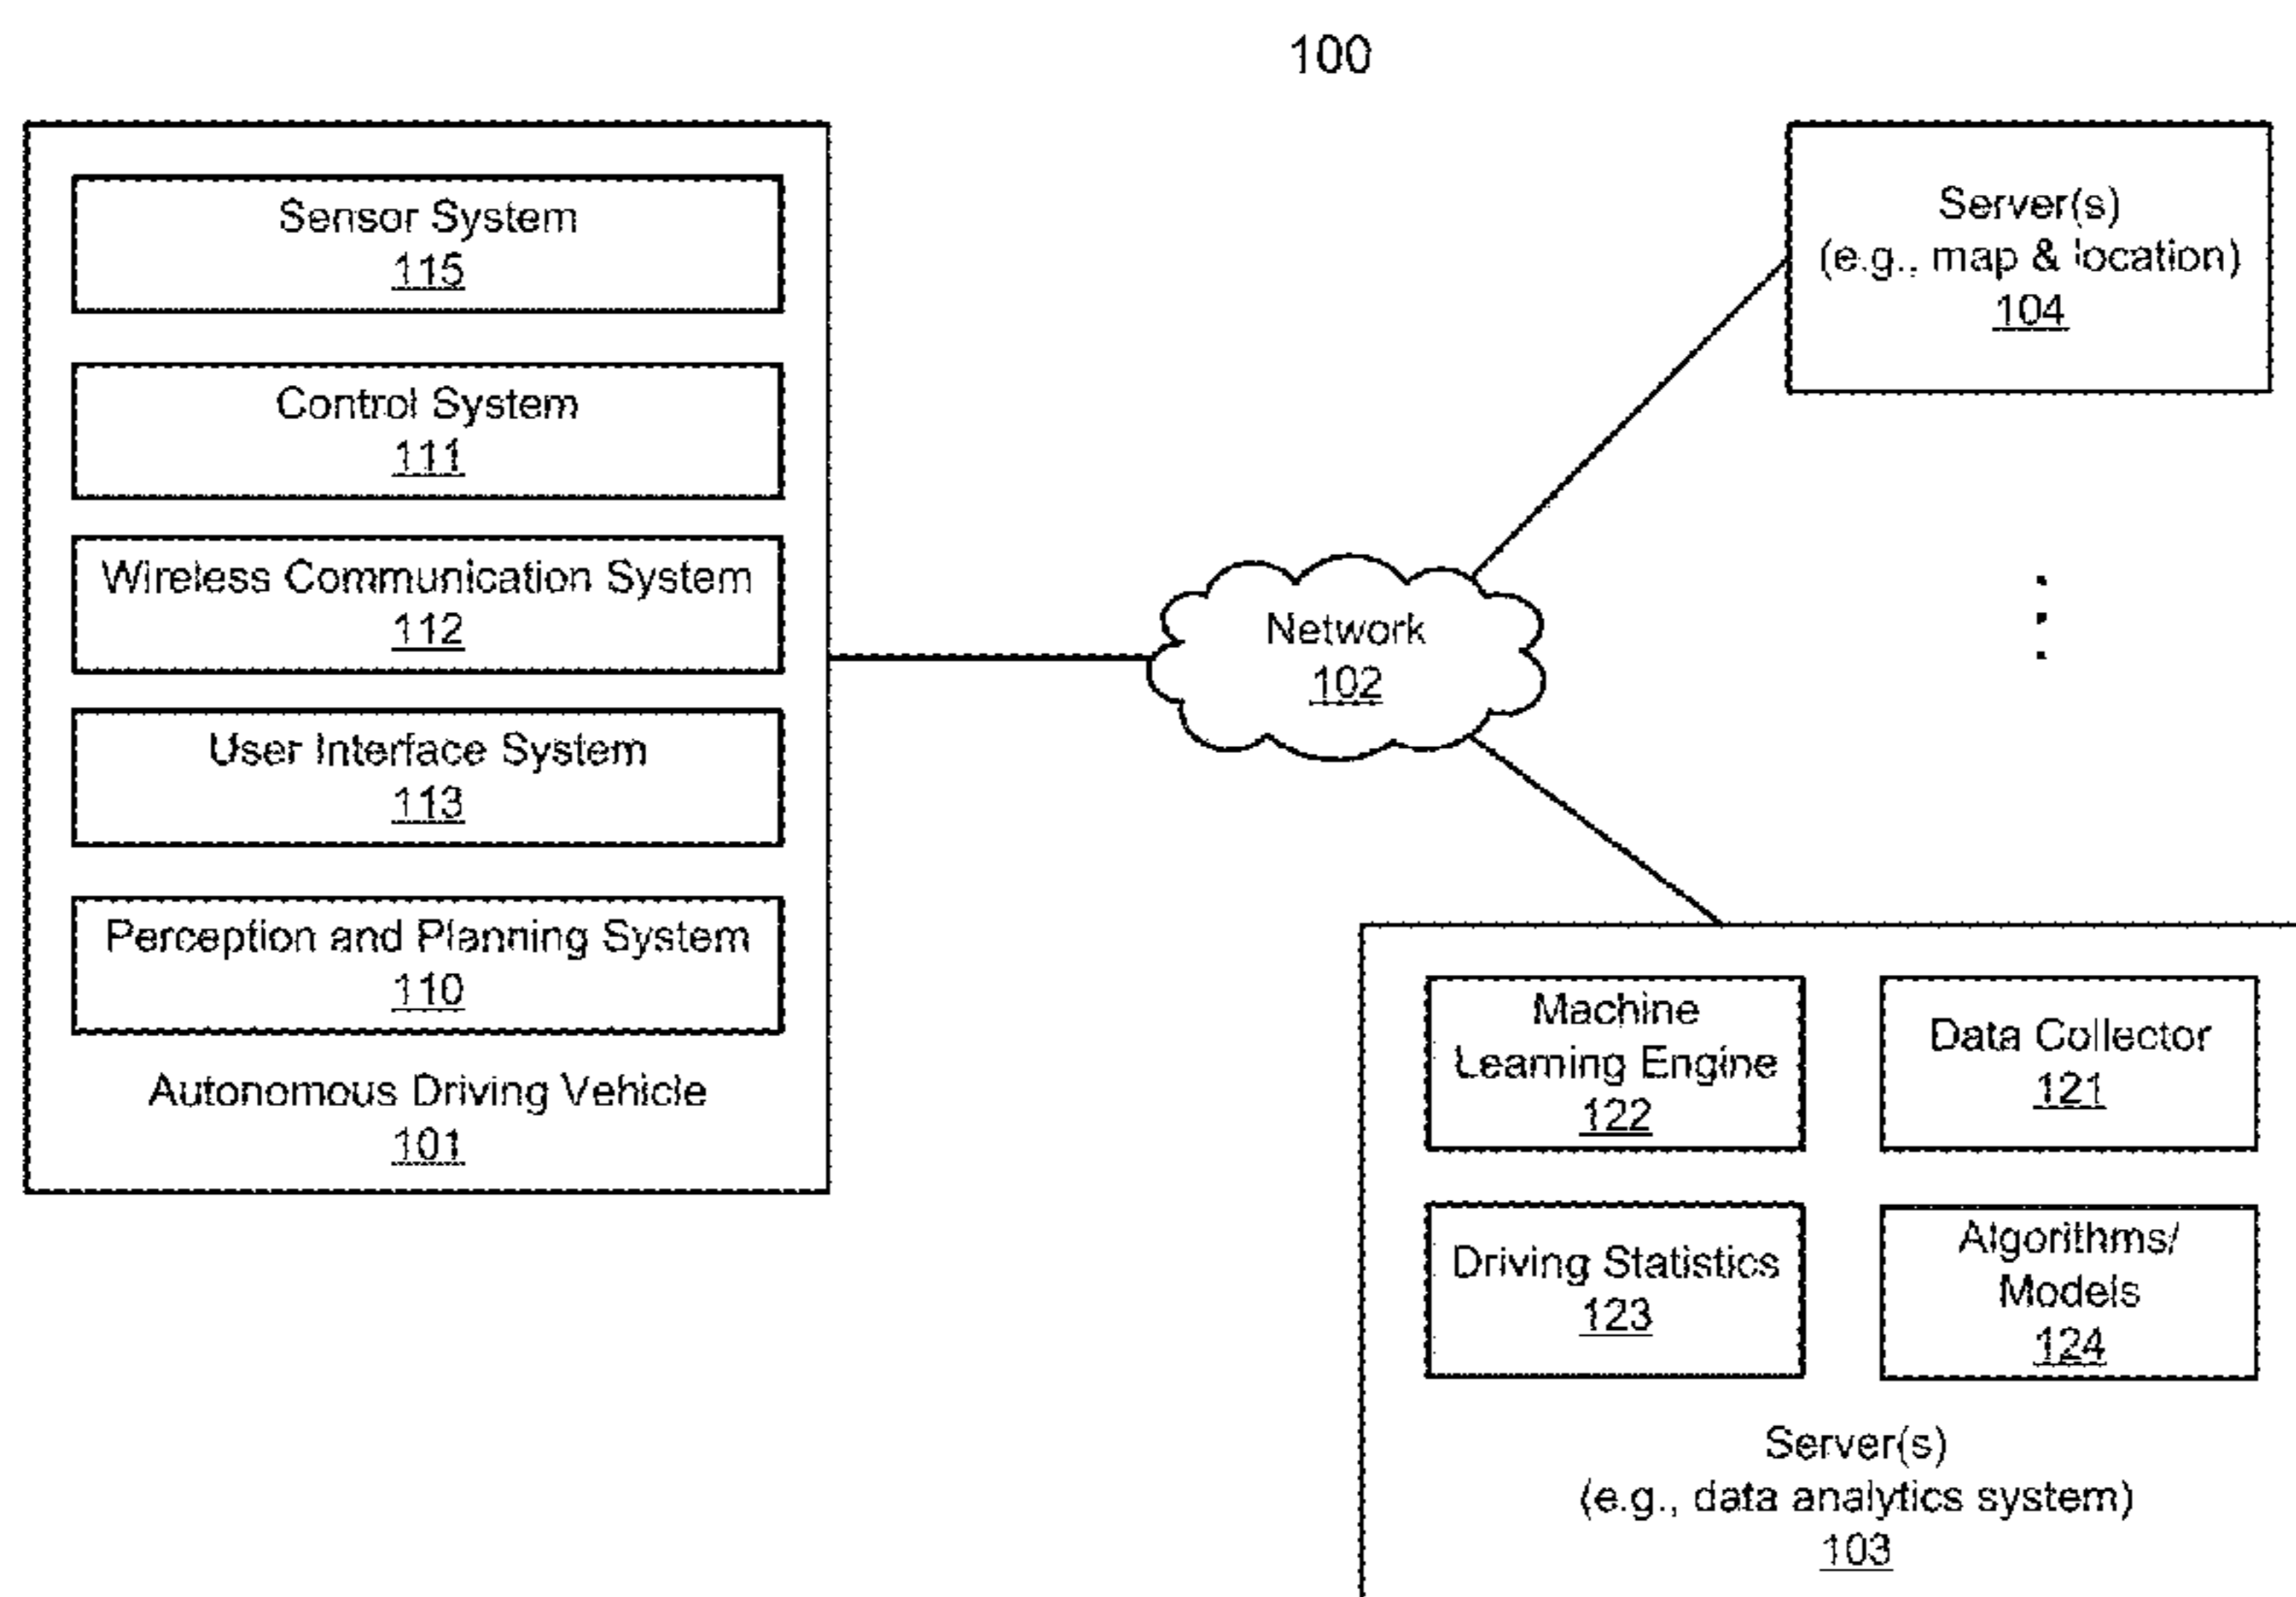 100
Sensor System
115
Control System
111
Wireless Communication System
112
User Interface System
113
Perception and Planning System
110
Autonomous Driving Vehicle
101
Network
102
Server(s)
(e.g., map & location)
104
Machine
Learning Engine
122
Data Collector
121
Driving Statistics
123
Algorithms/
Models
124
Server(s)
(e.g., data analytics system)
103